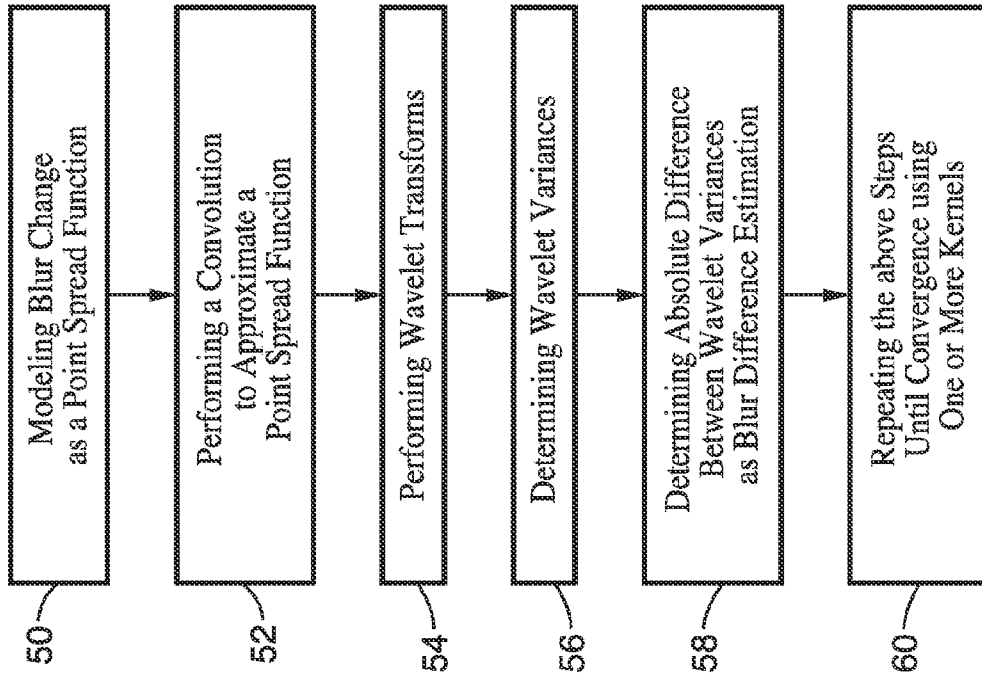 50
Modeling Blur Change
as a Point Spread Function
52
Performing a Convolution
to Approximate a
Point Spread Function
54
Performing Wavelet Transforms
56
Determining Wavelet Variances
58
Determining Absolute Difference
Between Wavelet Variances
as Blur Difference Estimation
60
Repeating the above Steps
Until Convergence using
One or More Kernels